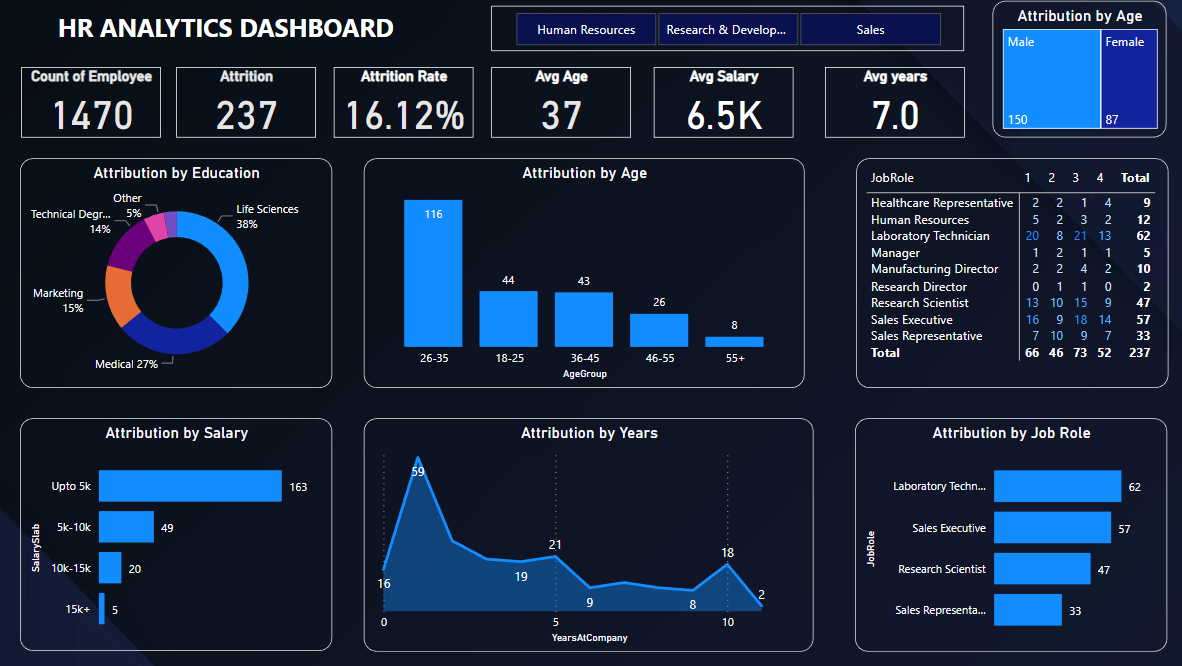 HR ANALYTICS DASHBOARD
Human Resources
Research & Develop...
Sales
Attribution by Age
Male
Female
150
87
Count of Employee
1470
Attrition
237
Attrition Rate
16.12%
Avg Age
37
Avg Salary
6.5K
Avg years
7.0
Attribution by Education
Other
5%
Technical Degr...
14%
Life Sciences
38%
Marketing
15%
Medical 27%
Attribution by Age
116
44
43
26
8
26-35 18-25 36-45 46-55 55+
AgeGroup
JobRole 1 2 3 4 Total
Healthcare Representative 2 2 1 4 9
Human Resources 5 2 3 2 12
Laboratory Technician 20 8 21 13 62
Manager 1 2 1 1 5
Manufacturing Director 2 2 4 2 10
Research Director 0 1 1 0 2
Research Scientist 13 10 15 9 47
Sales Executive 16 9 18 14 57
Sales Representative 7 10 9 7 33
Total 66 46 73 52 237
Attribution by Salary
SalarySlab
Upto 5k 163
5k-10k 49
10k-15k 20
15k+ 5
Attribution by Years
59
16
19
21
9
8
18
2
0 5 10
YearsAtCompany
Attribution by Job Role
JobRole
Laboratory Techn... 62
Sales Executive 57
Research Scientist 47
Sales Representa... 33